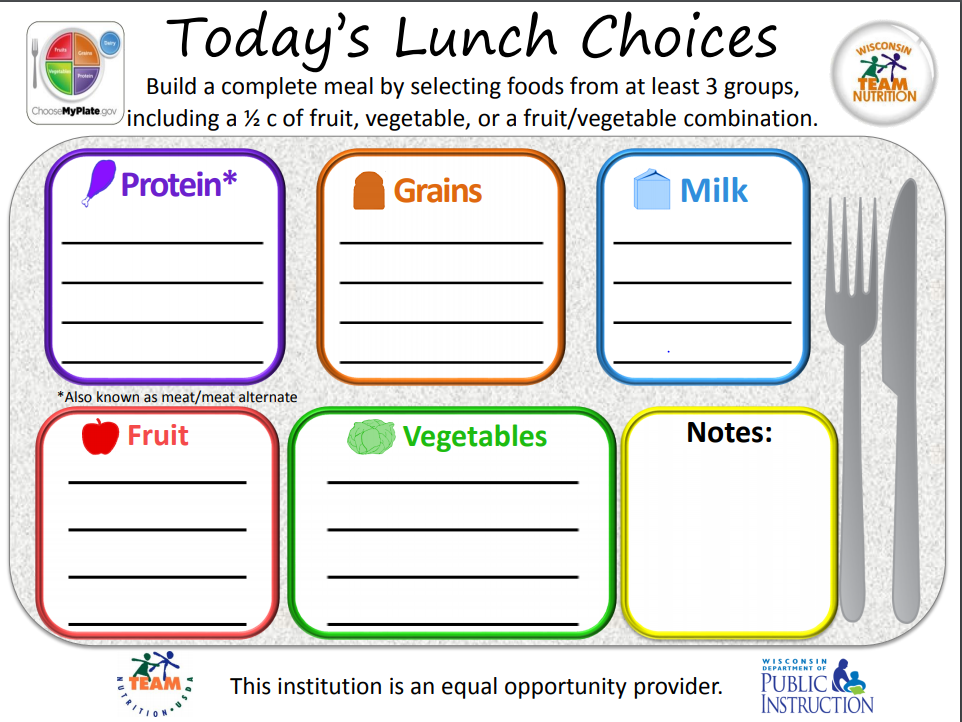 Today's Lunch Choices
Build a complete meal by selecting foods from at least 3 groups,
including a ½ c of fruit, vegetable, or a fruit/vegetable combination.
Fruits
Grains
Dairy
Vegetables
Protein
ChooseMyPlate.gov
WISCONSIN
TEAM
NUTRITION
Protein*
Grains
Milk
*Also known as meat/meat alternate
Fruit
Vegetables
Notes:
TEAM
NUTRITION • USDA
This institution is an equal opportunity provider.
WISCONSIN
DEPARTMENT OF
PUBLIC
INSTRUCTION